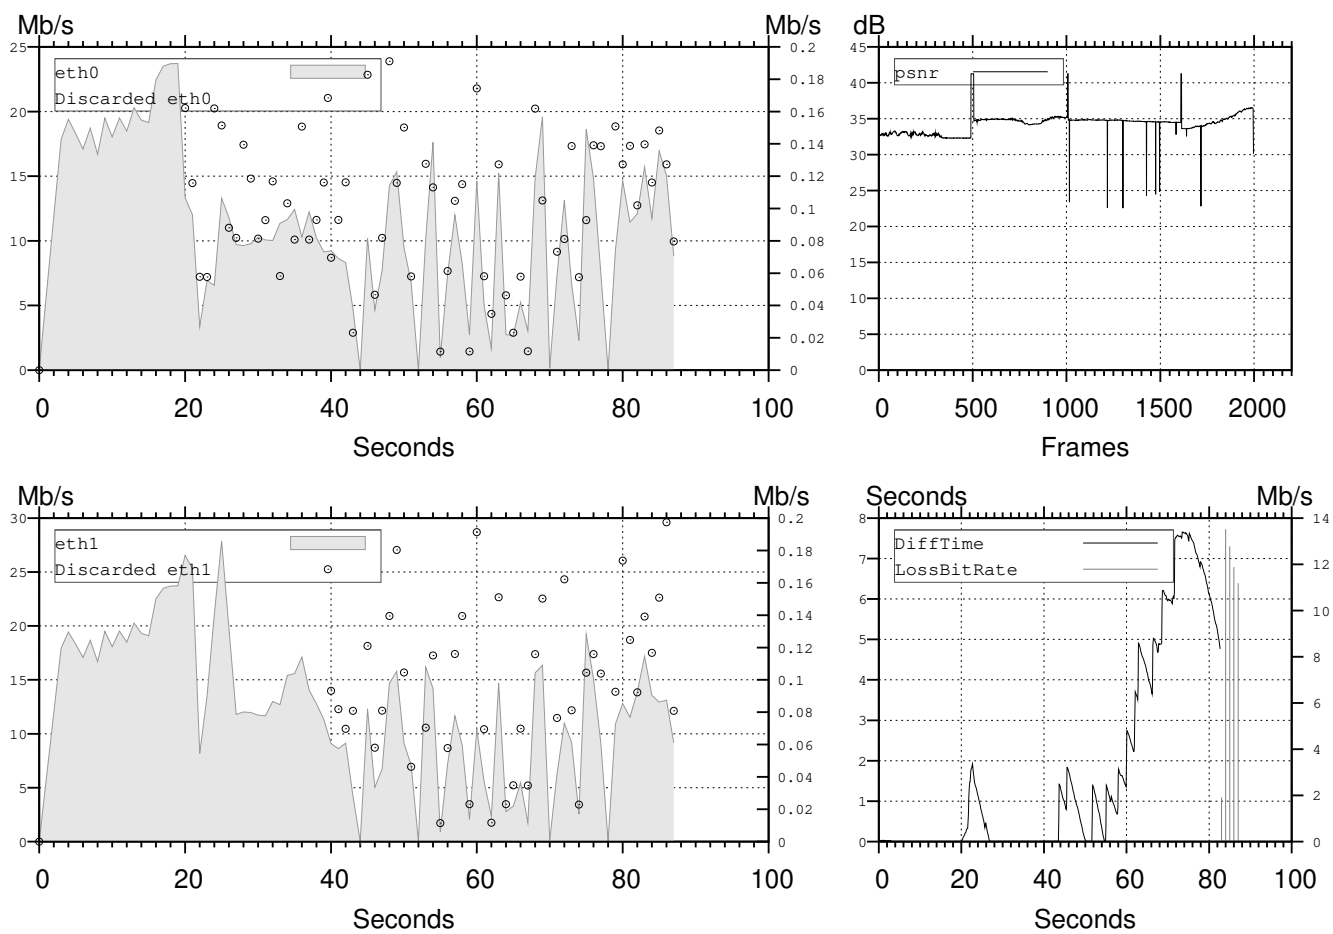 Mb/s
Mb/s
25
20
15
10
5
0
0.2
0.18
0.16
0.14
0.12
0.1
0.08
0.06
0.04
0.02
0
eth0
Discarded eth0
0 20 40 60 80 100
Seconds
dB
45
40
35
30
25
20
15
10
5
0
psnr
0 500 1000 1500 2000
Frames
Mb/s
Mb/s
30
25
20
15
10
5
0
0.2
0.18
0.16
0.14
0.12
0.1
0.08
0.06
0.04
0.02
0
eth1
Discarded eth1
0 20 40 60 80 100
Seconds
Seconds
Mb/s
8
7
6
5
4
3
2
1
0
14
12
10
8
6
4
2
0
DiffTime
LossBitRate
0 20 40 60 80 100
Seconds